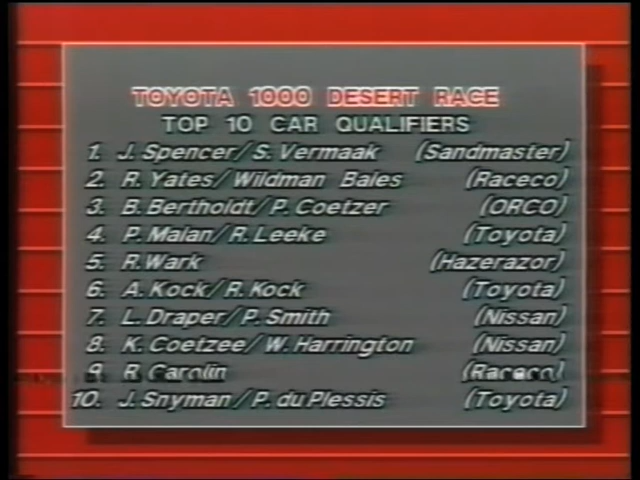 TOYOTA 1000 DESERT RACE
TOP 10 CAR QUALIFIERS
1. J. Spencer/S. Vermaak (Sandmaster)
2. R. Yates/Wildman Bales (Raceco)
3. B. Bertholdt/P. Coetzer (ORCO)
4. P. Malan/R. Leeke (Toyota)
5. R. Wark (Hazerazor)
6. A. Kock/R. Kock (Toyota)
7. L. Draper/P. Smith (Nissan)
8. K. Coetzee/W. Harrington (Nissan)
9. R. Carolin (Raceco)
10. J. Snyman/P. du Plessis (Toyota)